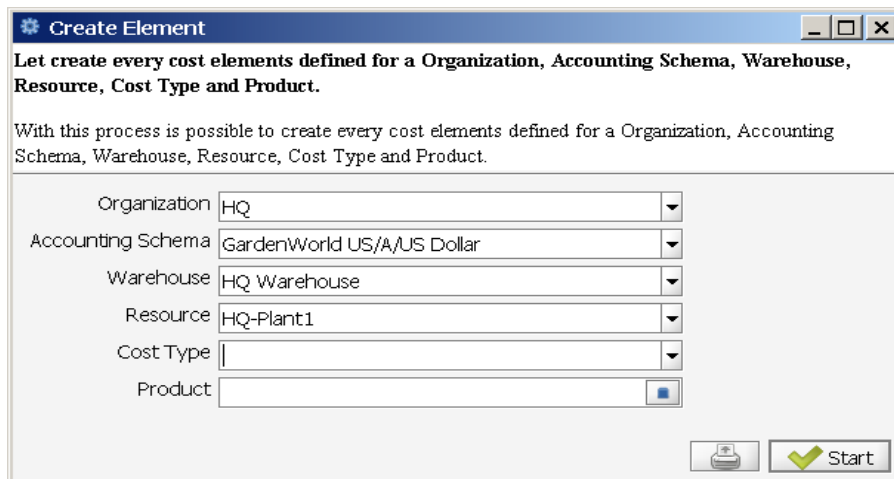 Create Element
Let create every cost elements defined for a Organization, Accounting Schema, Warehouse,
Resource, Cost Type and Product.
With this process is possible to create every cost elements defined for a Organization, Accounting
Schema, Warehouse, Resource, Cost Type and Product.
Organization HQ
Accounting Schema GardenWorld US/A/US Dollar
Warehouse HQ Warehouse
Resource HQ-Plant1
Cost Type
Product
Start